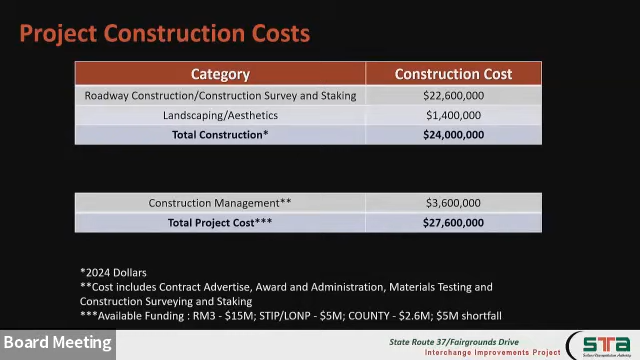 Project Construction Costs
Category Construction Cost
Roadway Construction/Construction Survey and Staking $22,600,000
Landscaping/Aesthetics $1,400,000
Total Construction* $24,000,000
Construction Management** $3,600,000
Total Project Cost*** $27,600,000
*2024 Dollars
**Cost includes Contract Advertise, Award and Administration, Materials Testing and
Construction Surveying and Staking
***Available Funding : RM3 - $15M; STIP/LONP - $5M; COUNTY - $2.6M; $5M shortfall
Board Meeting
State Route 37/Fairgrounds Drive
Interchange Improvements Project
STA
Solano Transportation Authority